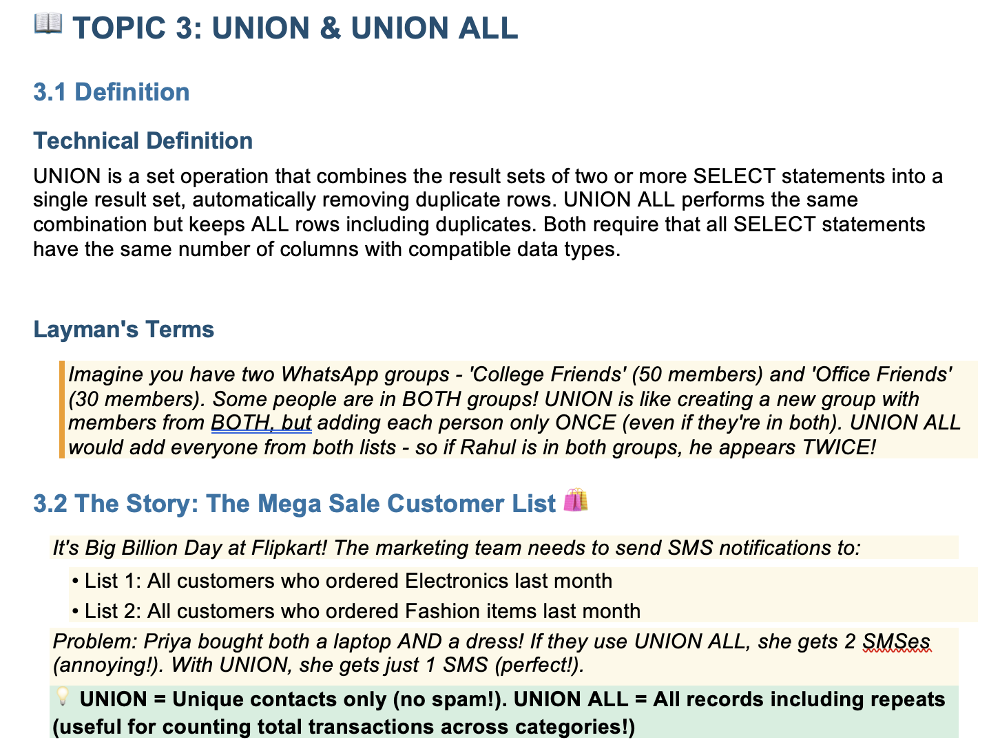 📖 TOPIC 3: UNION & UNION ALL
3.1 Definition
Technical Definition
UNION is a set operation that combines the result sets of two or more SELECT statements into a
single result set, automatically removing duplicate rows. UNION ALL performs the same
combination but keeps ALL rows including duplicates. Both require that all SELECT statements
have the same number of columns with compatible data types.
Layman's Terms
Imagine you have two WhatsApp groups - 'College Friends' (50 members) and 'Office Friends'
(30 members). Some people are in BOTH groups! UNION is like creating a new group with
members from BOTH, but adding each person only ONCE (even if they're in both). UNION ALL
would add everyone from both lists - so if Rahul is in both groups, he appears TWICE!
3.2 The Story: The Mega Sale Customer List 🛍️
It's Big Billion Day at Flipkart! The marketing team needs to send SMS notifications to:
• List 1: All customers who ordered Electronics last month
• List 2: All customers who ordered Fashion items last month
Problem: Priya bought both a laptop AND a dress! If they use UNION ALL, she gets 2 SMSes
(annoying!). With UNION, she gets just 1 SMS (perfect!).
💡 UNION = Unique contacts only (no spam!). UNION ALL = All records including repeats
(useful for counting total transactions across categories!)